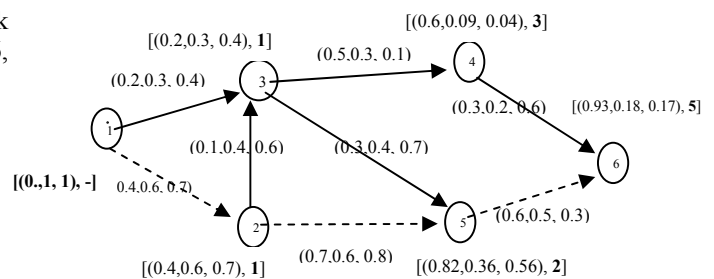 k
,
[(0.6,0.09, 0.04), 3]
[(0.2,0.3, 0.4), 1]
(0.5,0.3, 0.1)
4
(0.2,0.3, 0.4)
3
(0.3,0.2, 0.6)
[(0.93,0.18, 0.17), 5]
1
(0.1,0.4, 0.6)
(0.3,0.4, 0.7)
6
[(0.,1, 1), -]
0.4,0.6, 0.7)
2
5
(0.6,0.5, 0.3)
(0.7,0.6, 0.8)
[(0.4,0.6, 0.7), 1]
[(0.82,0.36, 0.56), 2]